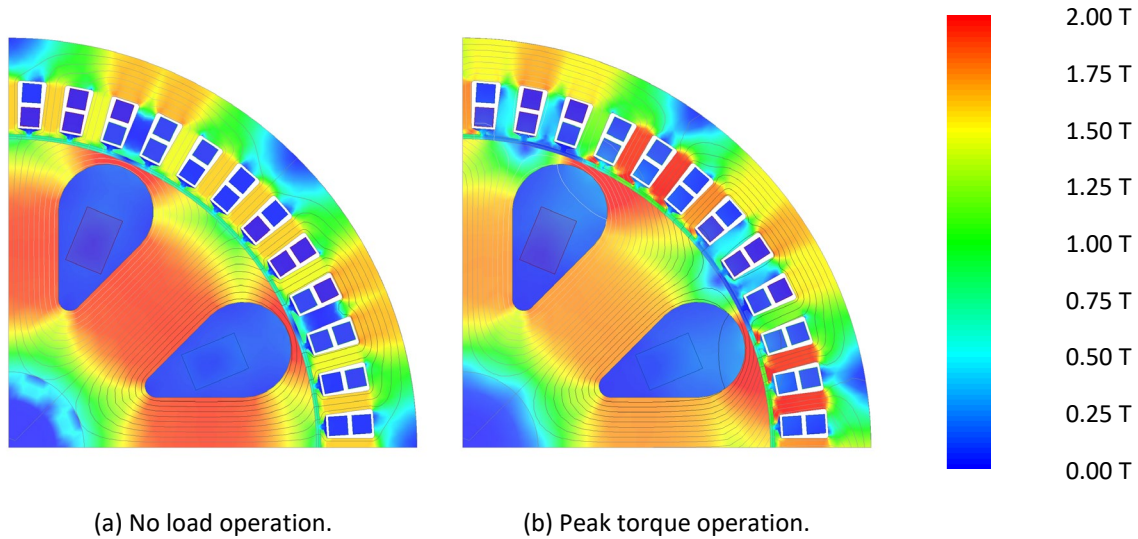 2.00 T
1.75 T
1.50 T
1.25 T
1.00 T
0.75 T
0.50 T
0.25 T
0.00 T
(a) No load operation.
(b) Peak torque operation.